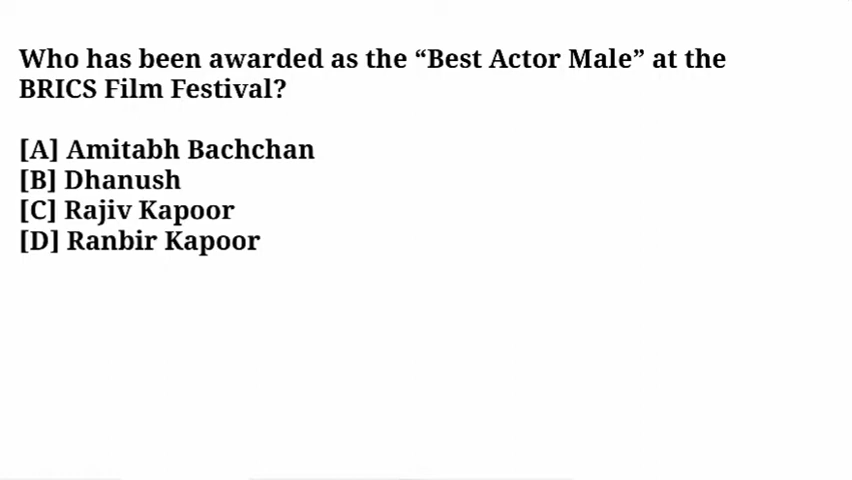 Who has been awarded as the “Best Actor Male” at the
BRICS Film Festival?
[A] Amitabh Bachchan
[B] Dhanush
[C] Rajiv Kapoor
[D] Ranbir Kapoor